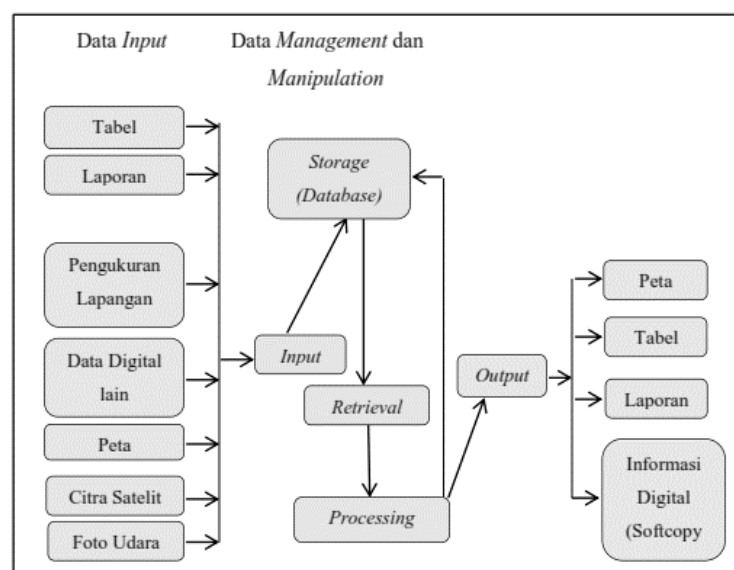 Data Input
Data Management dan
Manipulation
Tabel
Laporan
Pengukuran
Lapangan
Data Digital
lain
Peta
Citra Satelit
Foto Udara
Storage
(Database)
Input
Retrieval
Processing
Output
Peta
Tabel
Laporan
Informasi
Digital
(Softcopy